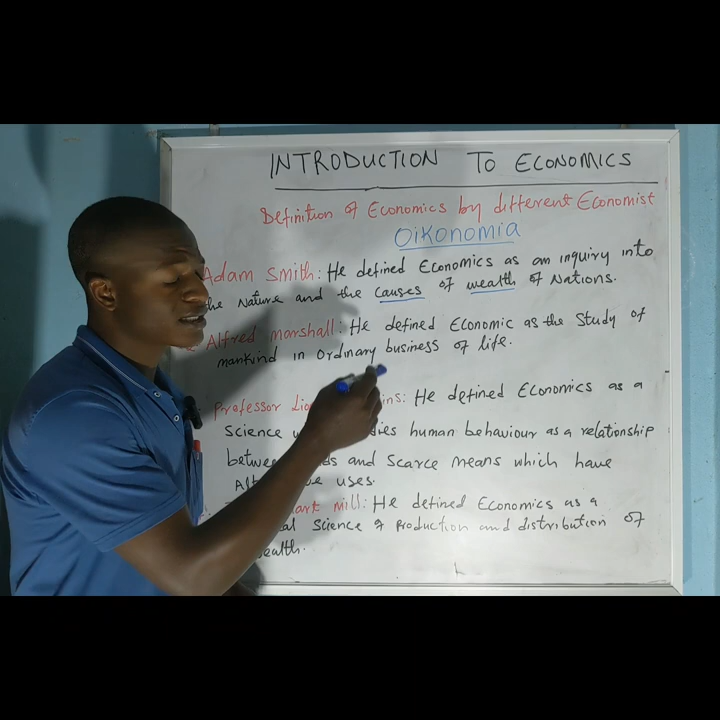 INTRODUCTION TO ECONOMICS
Definition of Economics by different Economist
Oikonomia
Adam Smith: He defined Economics as an inquiry into
the Nature and the causes of wealth of Nations.
Alfred marshall: He defined Economic as the study of
mankind in ordinary business of life.
Professor He defined Economics as a
Science human behaviour as a relationship
and scarce means which have
uses.
mill: He defined Economics as a
Science of Production and distribution of